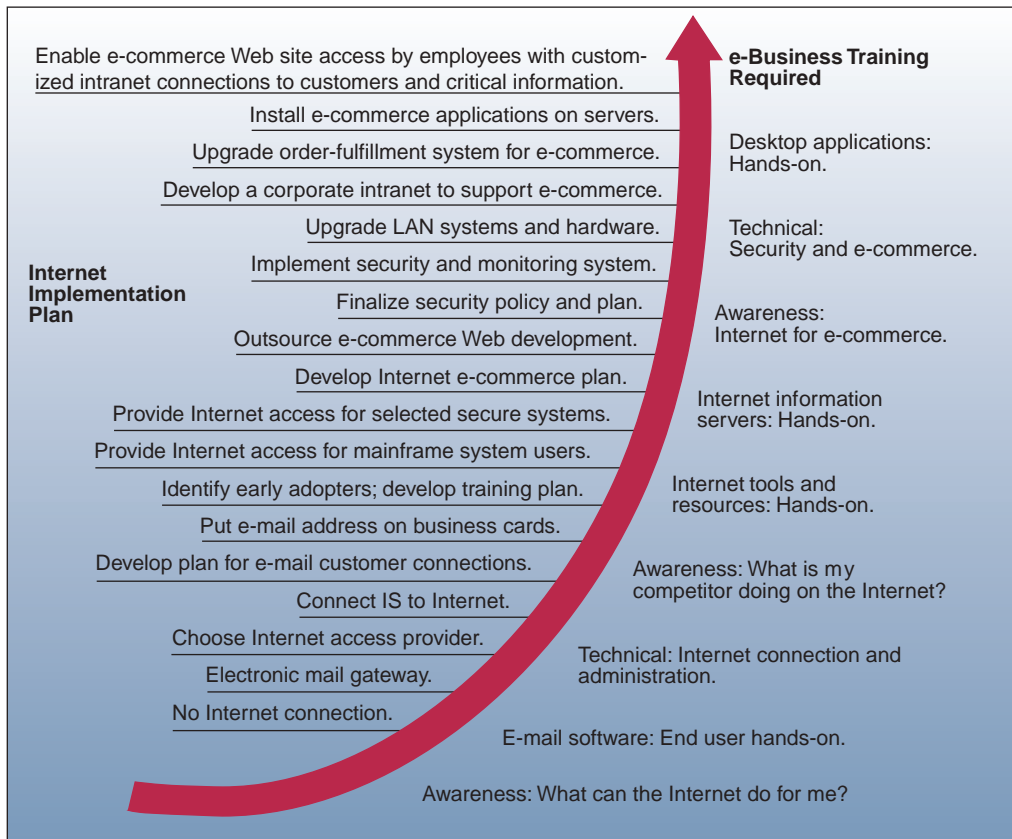 Enable e-commerce Web site access by employees with custom-
ized intranet connections to customers and critical information.
Install e-commerce applications on servers.
Upgrade order-fulfillment system for e-commerce.
Develop a corporate intranet to support e-commerce.
Upgrade LAN systems and hardware.
Implement security and monitoring system.
Internet
Implementation
Plan
Finalize security policy and plan.
Outsource e-commerce Web development.
Develop Internet e-commerce plan.
Provide Internet access for selected secure systems.
Provide Internet access for mainframe system users.
Identify early adopters; develop training plan.
Put e-mail address on business cards.
Develop plan for e-mail customer connections.
Connect IS to Internet.
Choose Internet access provider.
Electronic mail gateway.
No Internet connection.
e-Business Training
Required
Desktop applications:
Hands-on.
Technical:
Security and e-commerce.
Awareness:
Internet for e-commerce.
Internet information
servers: Hands-on.
Internet tools and
resources: Hands-on.
Awareness: What is my
competitor doing on the Internet?
Technical: Internet connection and
administration.
E-mail software: End user hands-on.
Awareness: What can the Internet do for me?